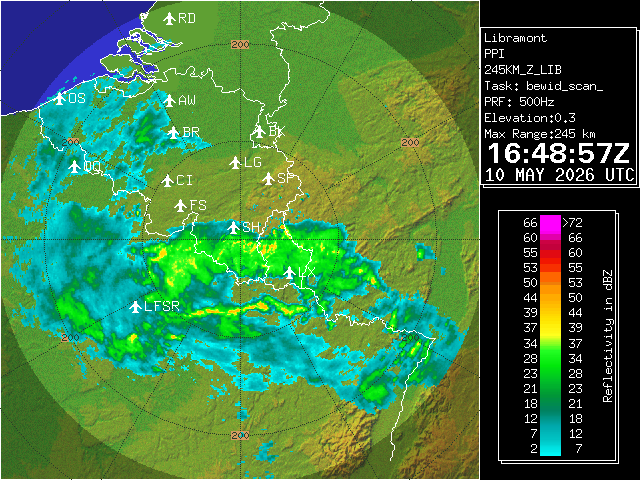 RD
200
OS
AW
BR
BK
200
200
LG
CI
SP
FS
SH
LX
LFSR
200
200
200
Libramont
PPI
245KM_Z_LIB
Task: bewid_scan_
PRF: 500Hz
Elevation:0.3
Max Range:245 km
16:48:57Z
10 MAY 2026 UTC
66 >72
60 66
55 60
53 55
50 53
44 50
39 44
37 39
34 37
28 34
23 28
21 23
18 21
12 18
7 12
2 7
Reflectivity in dBZ